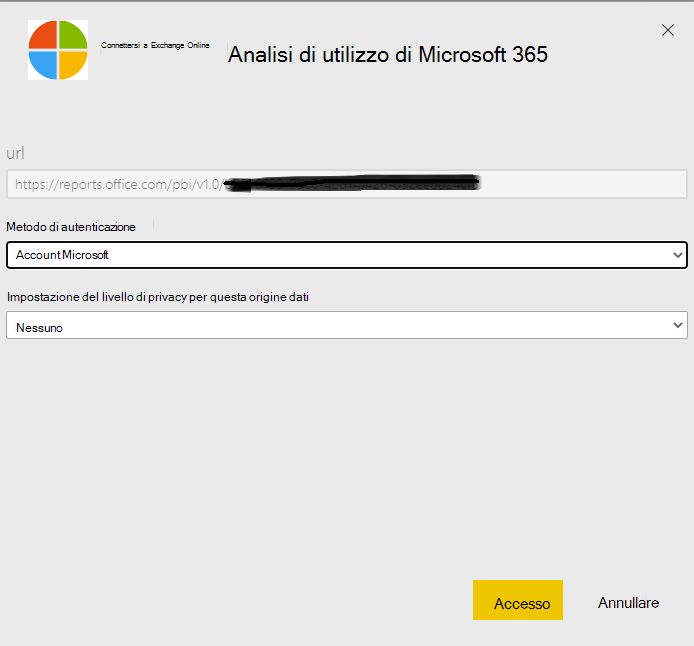 Connettersi a Exchange Online
Analisi di utilizzo di Microsoft 365
url
https://reports.office.com/pbi/v1.0/
Metodo di autenticazione
Account Microsoft
Impostazione del livello di privacy per questa origine dati
Nessuno
Accesso
Annullare